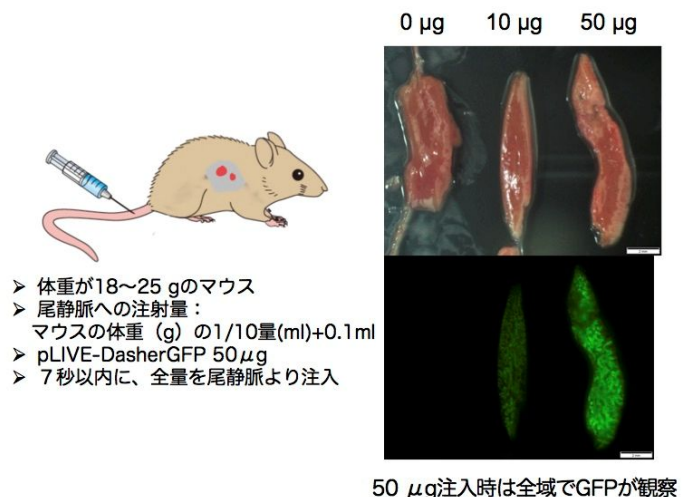 0 µg 10 µg 50 µg
➤ 体重が18〜25 gのマウス
➤ 尾静脈への注射量：
マウスの体重（g）の1/10量(ml)+0.1ml
➤ pLIVE-DasherGFP 50μg
➤ ７秒以内に、全量を尾静脈より注入
50 μg注入時は全域でGFPが観察